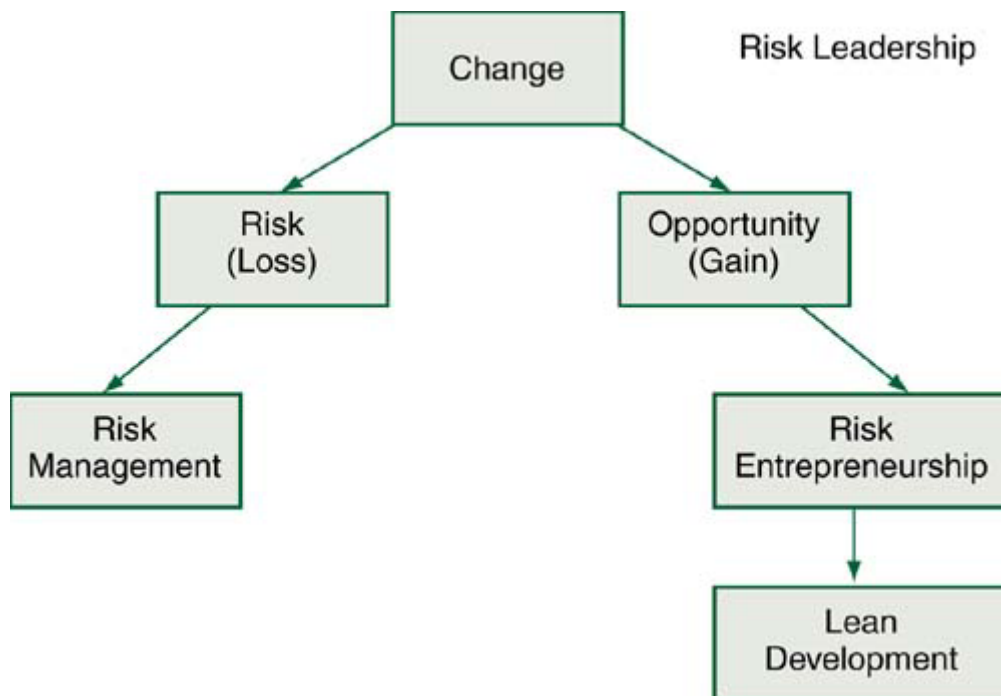 Change
Risk Leadership
Risk
(Loss)
Opportunity
(Gain)
Risk
Management
Risk
Entrepreneurship
Lean
Development